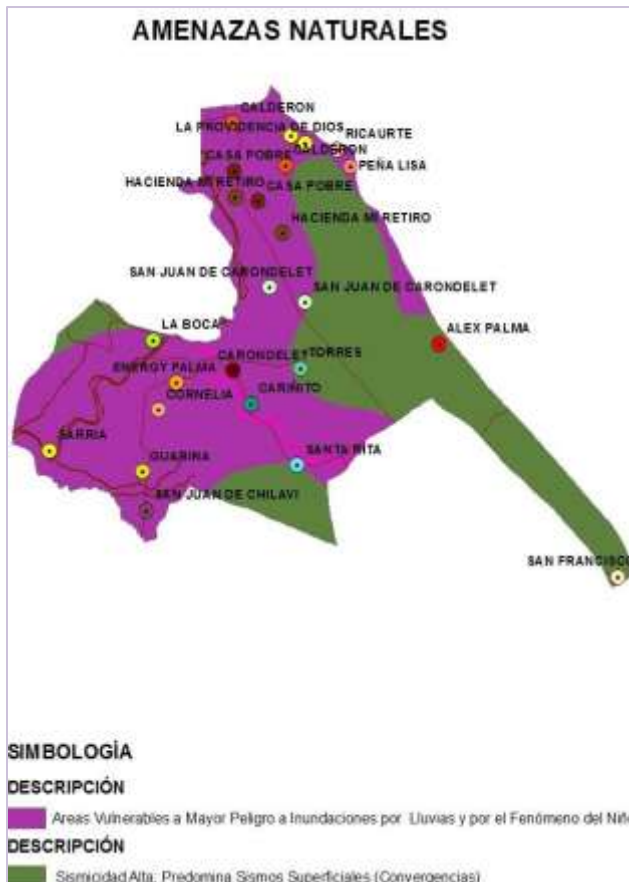 AMENAZAS NATURALES
CALDERON
LA PROVIDENCIA DE DIOS
RICAURTE
CALDERON
CASA POBRE
PEÑA LISA
HACIENDA MI RETIRO
CASA POBRE
HACIENDA MI RETIRO
SAN JUAN DE CARONDELET
SAN JUAN DE CARONDELET
LA BOCA
ALEX PALMA
CARONDELET
TORRES
ENERGY PALMA
CORNELIA
CARIÑITO
SARRIA
GUARINA
SANTA RITA
SAN JUAN DE CHILAVI
SAN FRANCISCO
SIMBOLOGÌA
DESCRIPCIÓN
Areas Vulnerables a Mayor Peligro a Inundaciones por Lluvias y por el Fenómeno del Niño
DESCRIPCIÓN
Sismicidad Alta: Predomina Sismos Superficiales (Convergencias)